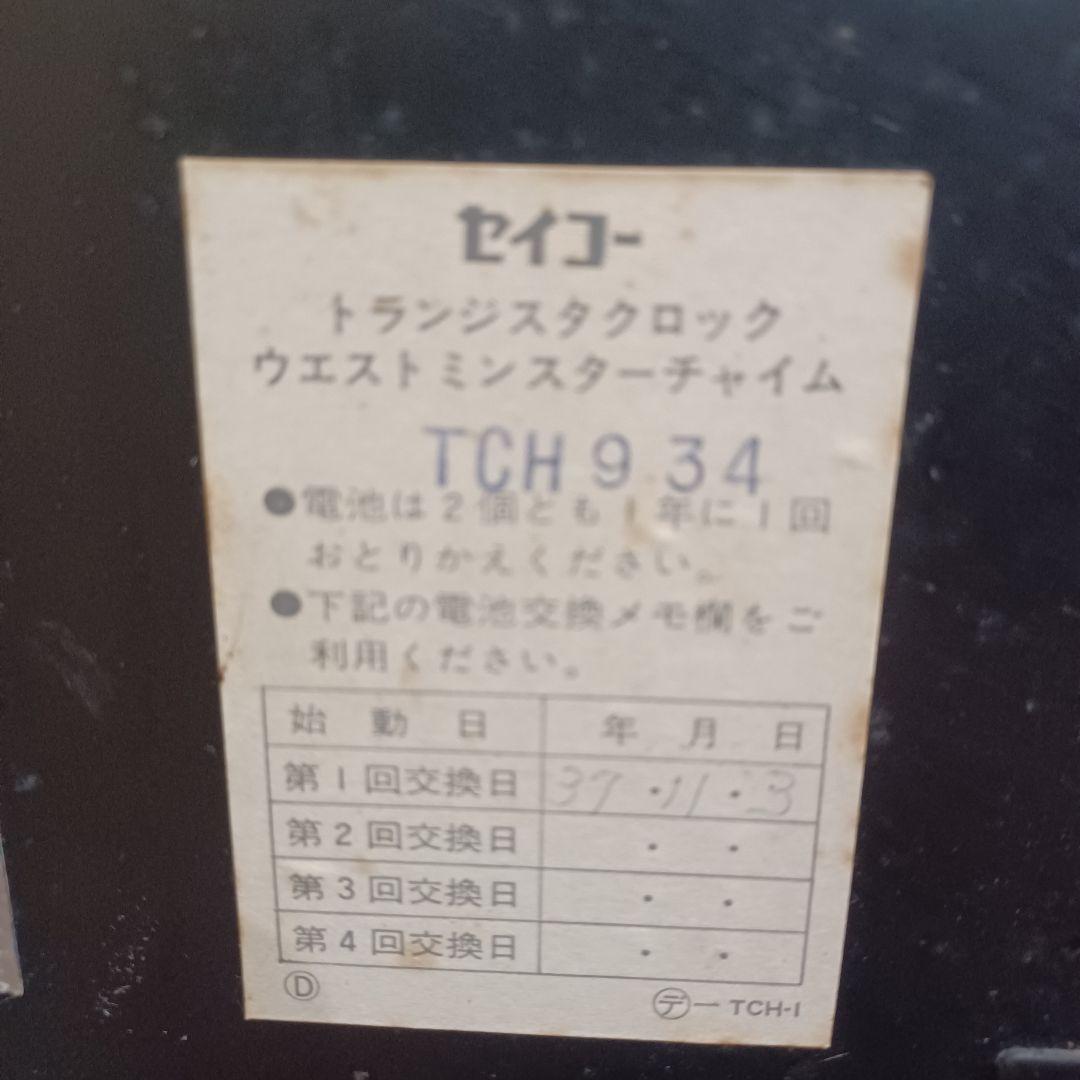 セイコー
トランジスタクロック
ウエストミンスターチャイム
TCH934
●電池は2個とも1年に1回
おとりかえください。
●下記の電池交換メモ欄をご
利用ください。
始動日 年 月 日
第1回交換日 37・11・3
第2回交換日 ・ ・
第3回交換日 ・ ・
第4回交換日 ・ ・
Ⓓ ㋢ーTCH-1